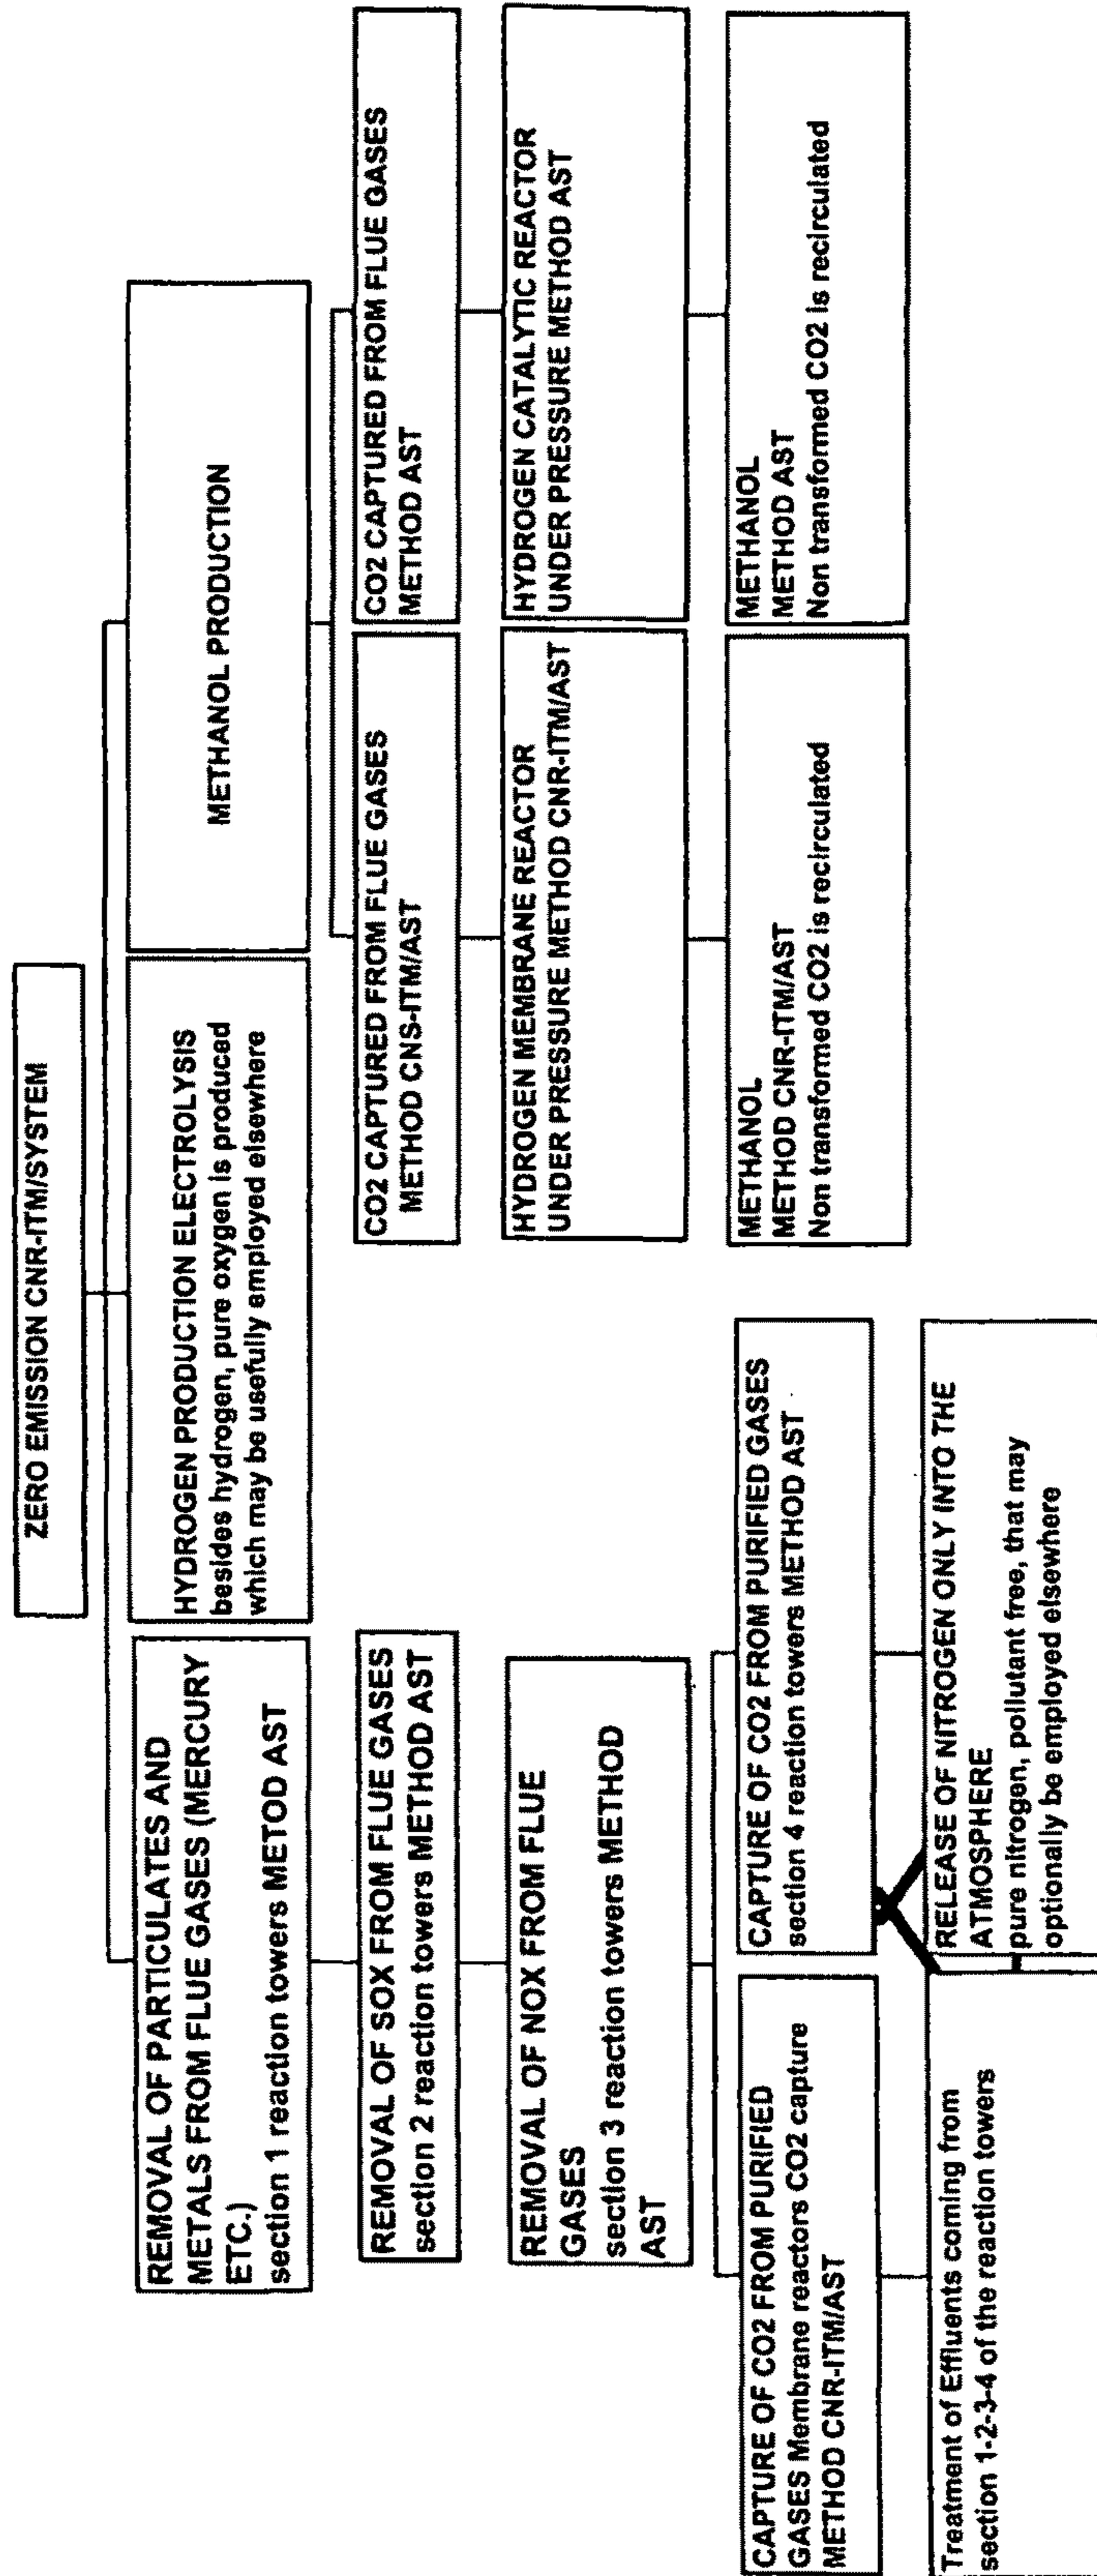 ZERO EMISSION CNR-ITM/SYSTEM
REMOVAL OF PARTICULATES AND
METALS FROM FLUE GASES (MERCURY
ETC.)
section 1 reaction towers METOD AST
HYDROGEN PRODUCTION ELECTROLYSIS
besides hydrogen, pure oxygen is produced
which may be usefully employed elsewhere
METHANOL PRODUCTION
REMOVAL OF SOX FROM FLUE GASES
section 2 reaction towers METHOD AST
CO2 CAPTURED FROM FLUE GASES
METHOD CNS-ITM/AST
CO2 CAPTURED FROM FLUE GASES
METHOD AST
REMOVAL OF NOX FROM FLUE
GASES
section 3 reaction towers METHOD
AST
HYDROGEN MEMBRANE REACTOR
UNDER PRESSURE METHOD CNR-ITM/AST
HYDROGEN CATALYTIC REACTOR
UNDER PRESSURE METHOD AST
CAPTURE OF CO2 FROM PURIFIED
GASES Membrane reactors CO2 capture
METHOD CNR-ITM/AST
CAPTURE OF CO2 FROM PURIFIED GASES
section 4 reaction towers METHOD AST
METHANOL
METHOD CNR-ITM/AST
Non transformed CO2 is recirculated
METHANOL
METHOD AST
Non transformed CO2 is recirculated
Treatment of Effluents coming from
section 1-2-3-4 of the reaction towers
RELEASE OF NITROGEN ONLY INTO THE
ATMOSPHERE
pure nitrogen, pollutant free, that may
optionally be employed elsewhere